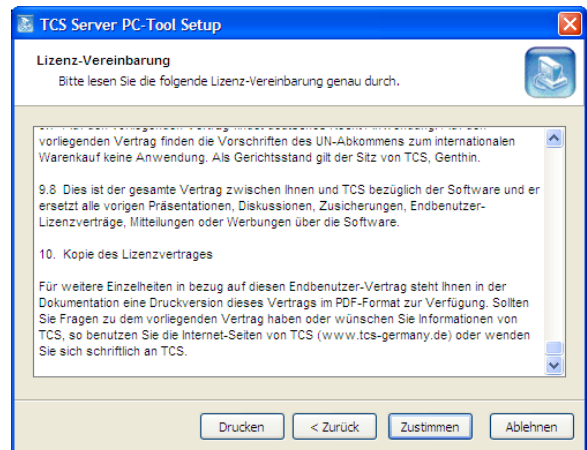 TCS Server PC-Tool Setup
Lizenz-Vereinbarung
Bitte lesen Sie die folgende Lizenz-Vereinbarung genau durch.
vorliegenden Vertrag finden die Vorschriften des UN-Abkommens zum internationalen
Warenkauf keine Anwendung. Als Gerichtsstand gilt der Sitz von TCS, Genthin.
9.8 Dies ist der gesamte Vertrag zwischen Ihnen und TCS bezüglich der Software und er
ersetzt alle vorigen Präsentationen, Diskussionen, Zusicherungen, Endbenutzer-
Lizenzverträge, Mitteilungen oder Werbungen über die Software.
10. Kopie des Lizenzvertrages
Für weitere Einzelheiten in bezug auf diesen Endbenutzer-Vertrag steht Ihnen in der
Dokumentation eine Druckversion dieses Vertrags im PDF-Format zur Verfügung. Sollten
Sie Fragen zu dem vorliegenden Vertrag haben oder wünschen Sie Informationen von
TCS, so benutzen Sie die Internet-Seiten von TCS (www.tcs-germany.de) oder wenden
Sie sich schriftlich an TCS.
Drucken
< Zurück
Zustimmen
Ablehnen